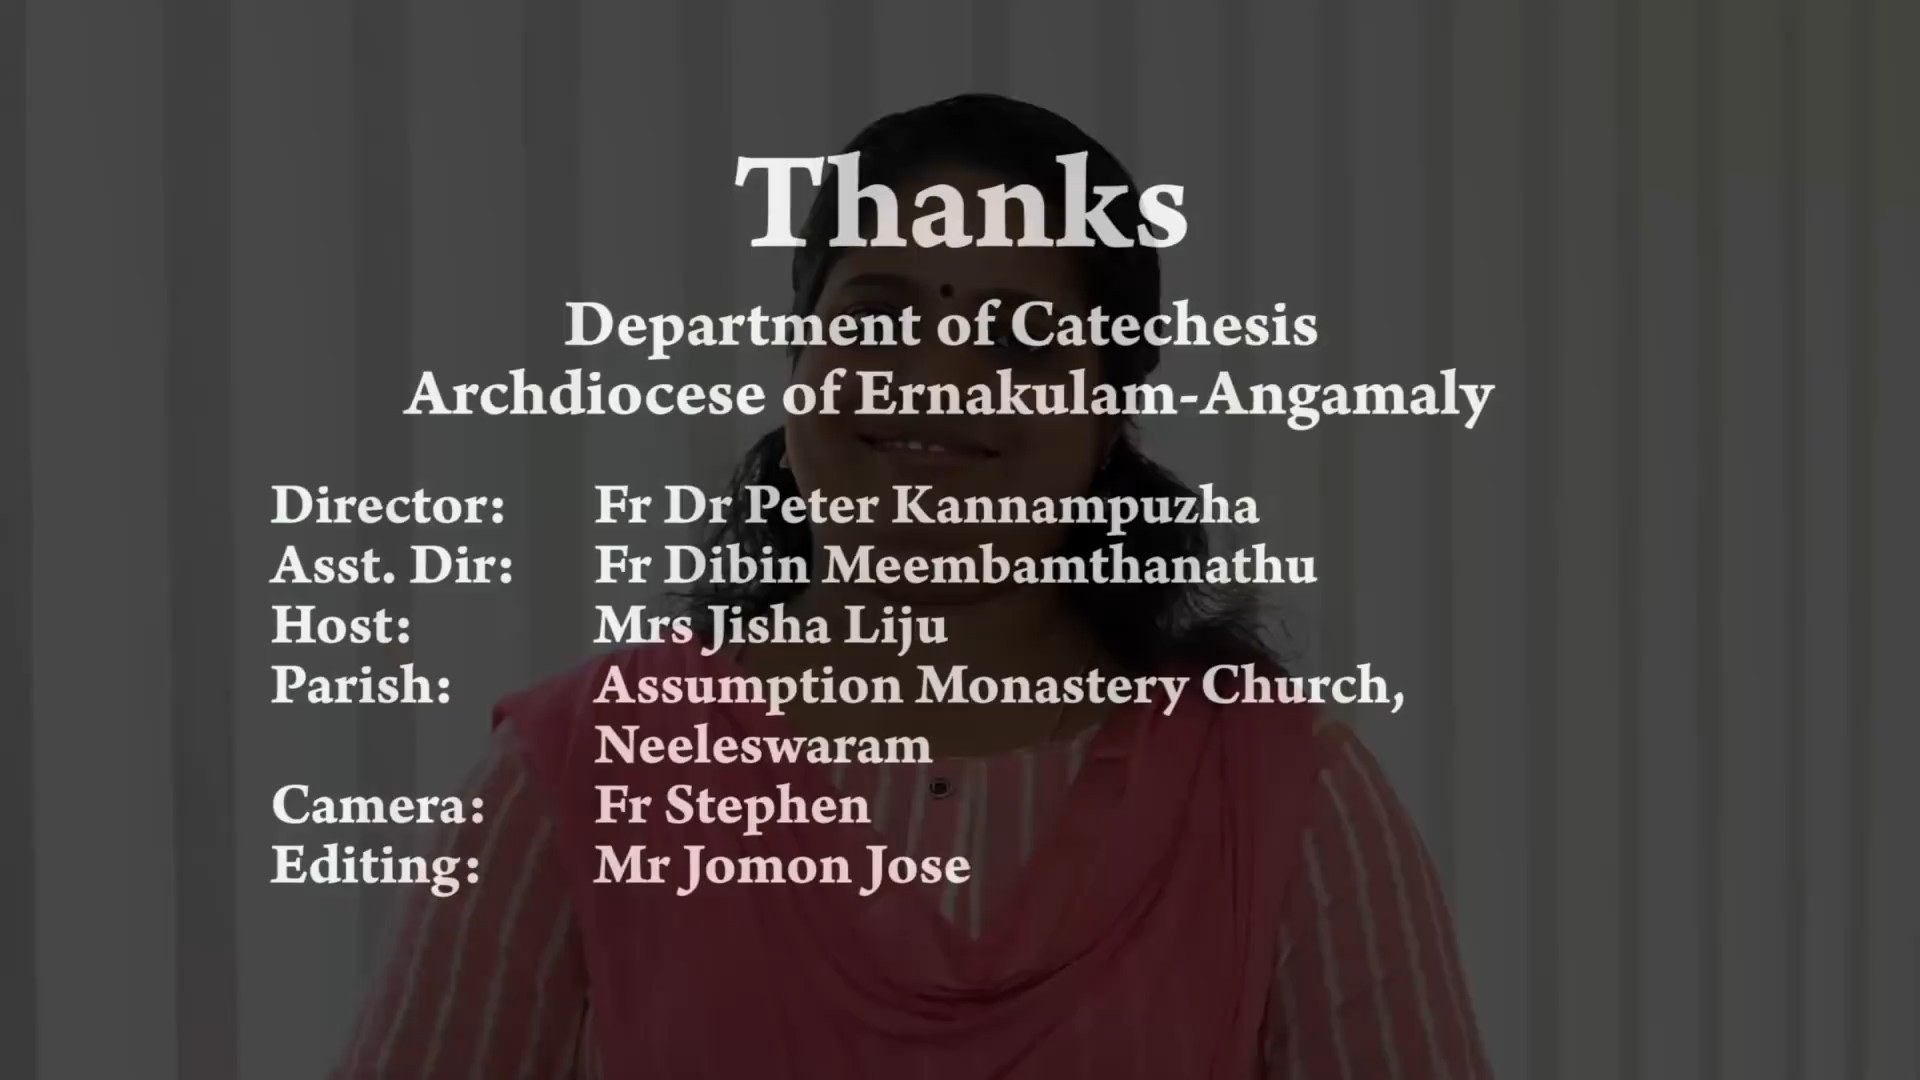 Thanks
Department of Catechesis
Archdiocese of Ernakulam-Angamaly
Director: Fr Dr Peter Kannampuzha
Asst. Dir: Fr Dibin Meembamthanathu
Host: Mrs Jisha Liju
Parish: Assumption Monastery Church,
Neeleswaram
Camera: Fr Stephen
Editing: Mr Jomon Jose